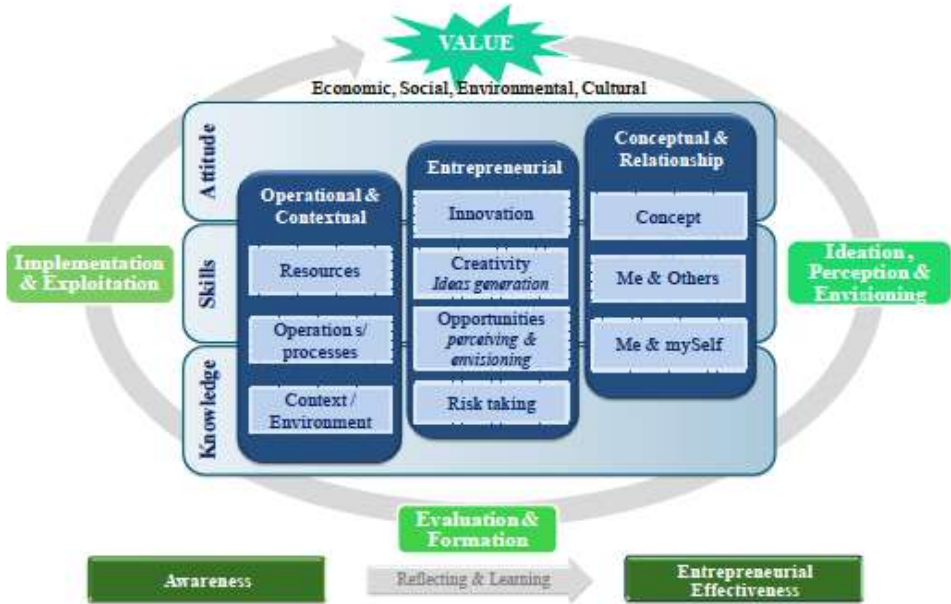 VALUE
Economic, Social, Environmental, Cultural
Attitude
Skills
Knowledge
Operational &
Contextual
Resources
Operations/
processes
Context /
Environment
Entrepreneurial
Innovation
Creativity
Ideas generation
Opportunities
perceiving &
envisioning
Risk taking
Conceptual &
Relationship
Concept
Me & Others
Me & mySelf
Implementation
& Exploitation
Ideation,
Perception &
Envisioning
Evaluation &
Formation
Awareness
Reflecting & Learning
Entrepreneurial
Effectiveness